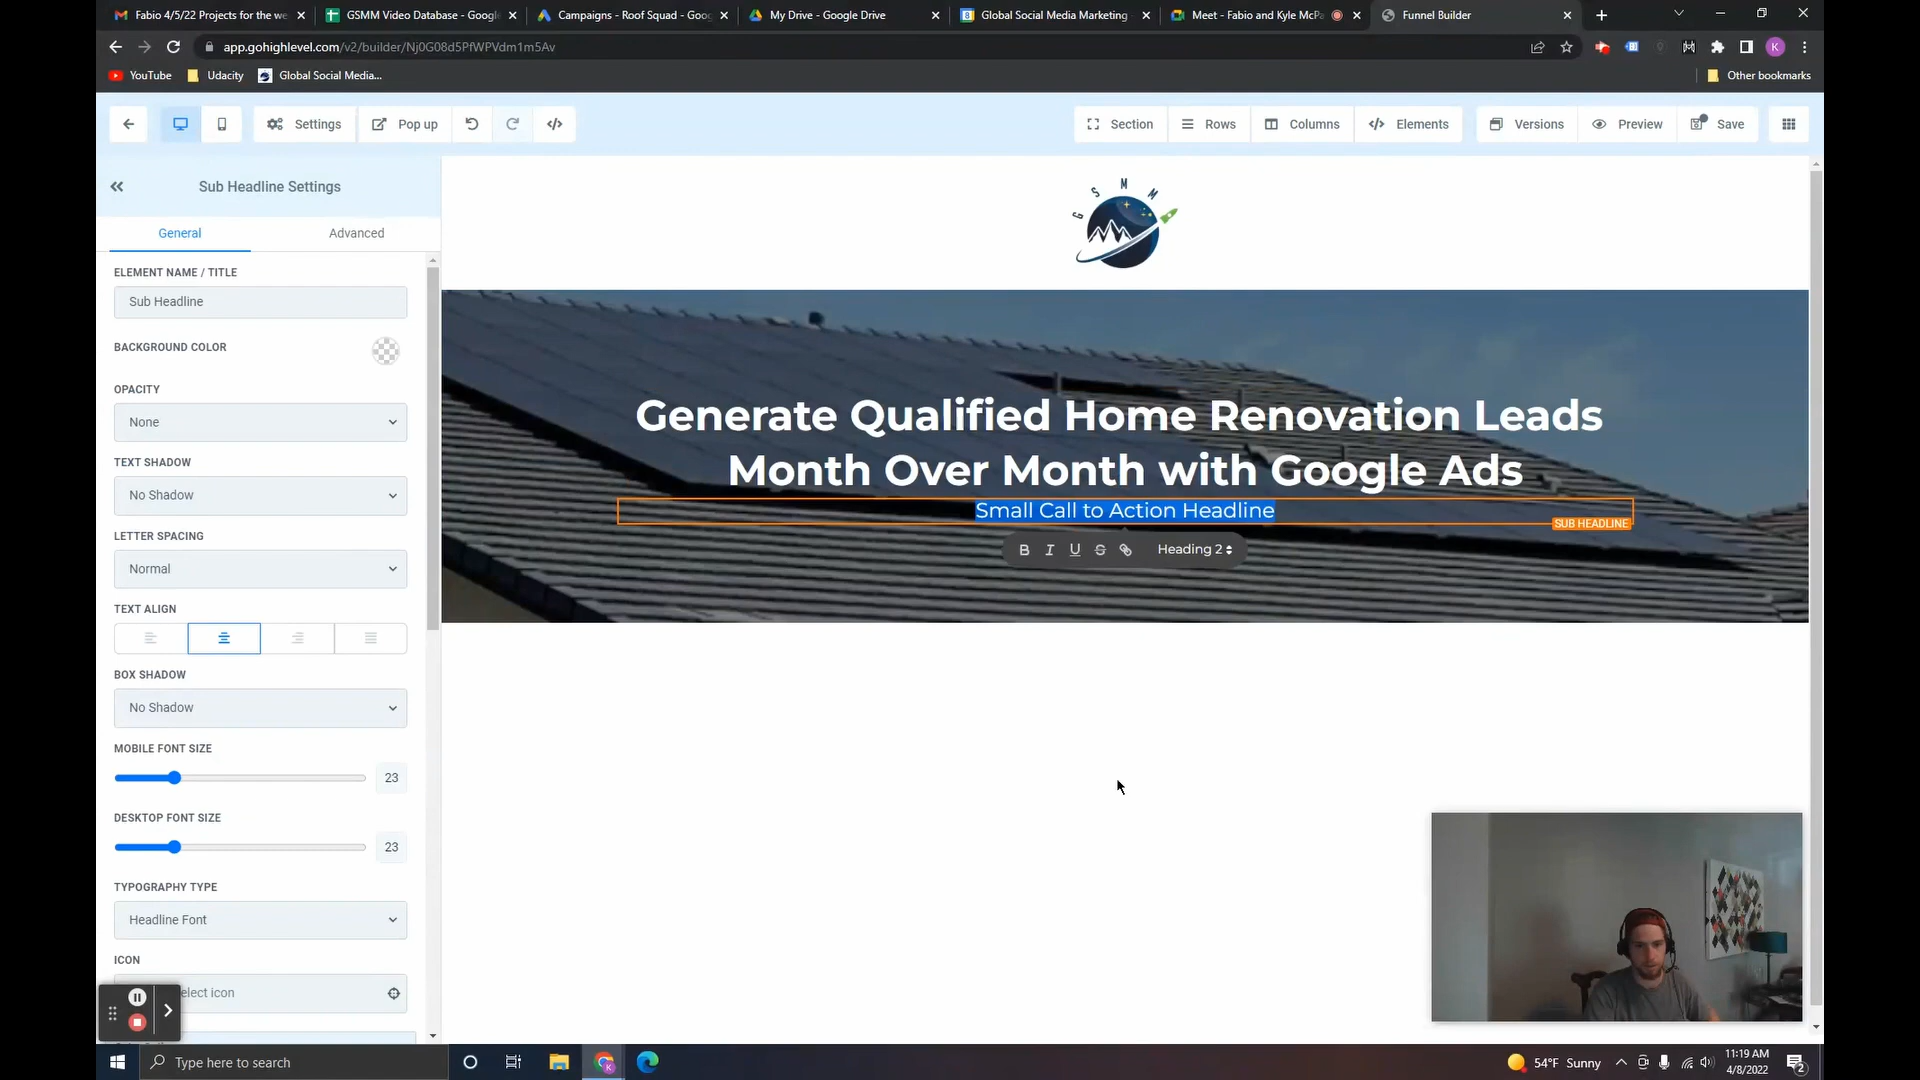 Fabio 4/5/22 Projects for the we
GSMM Video Database - Googl
Campaigns - Roof Squad - Goog
My Drive - Google Drive
Global Social Media Marketing
Meet - Fabio and Kyle McPa
Funnel Builder
app.gohighlevel.com/v2/builder/Nj0G08d5PfWPVdm1m5Av
K
YouTube
Udacity
Global Social Media...
Other bookmarks
Settings
Pop up
Section
Rows
Columns
Elements
Versions
Preview
Save
Sub Headline Settings
General
Advanced
ELEMENT NAME / TITLE
Sub Headline
BACKGROUND COLOR
OPACITY
None
TEXT SHADOW
No Shadow
LETTER SPACING
Normal
TEXT ALIGN
BOX SHADOW
No Shadow
MOBILE FONT SIZE
23
DESKTOP FONT SIZE
23
TYPOGRAPHY TYPE
Headline Font
ICON
elect icon
G S M M
Generate Qualified Home Renovation Leads
Month Over Month with Google Ads
Small Call to Action Headline
SUB HEADLINE
B I U S
Heading 2
Type here to search
54°F Sunny
11:19 AM
4/8/2022
2